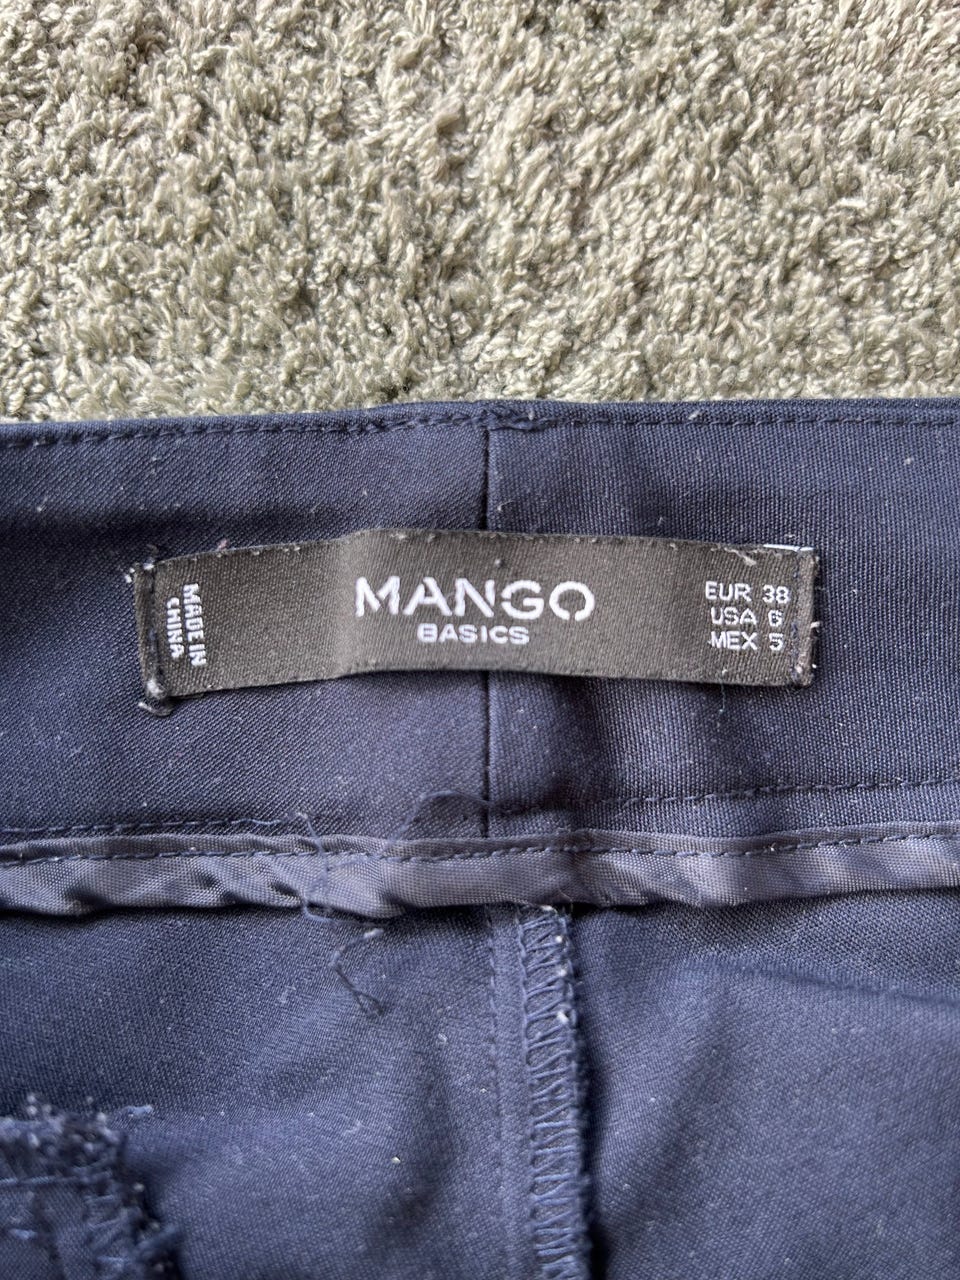 MADE IN
CHINA
MANGO
BASICS
EUR 38
USA 6
MEX 5